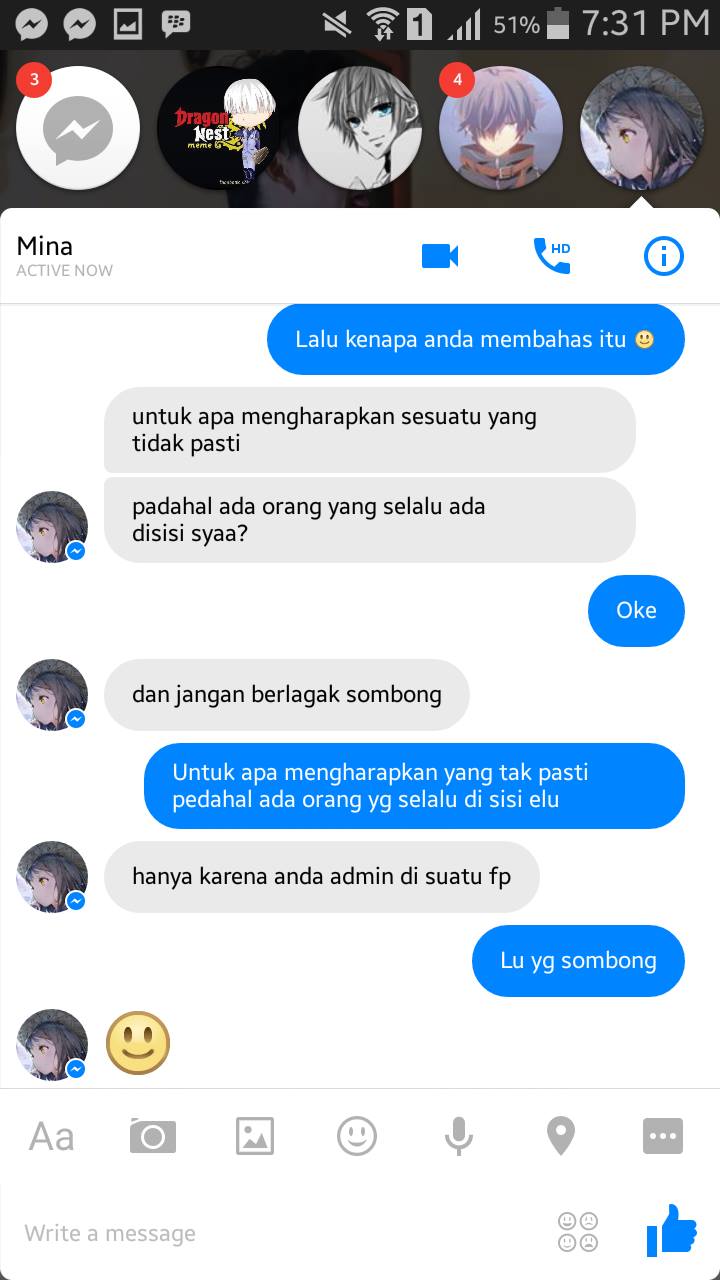 1 51% 7:31 PM
3
4
Dragon
Nest
meme
Mina
ACTIVE NOW
HD
Lalu kenapa anda membahas itu
untuk apa mengharapkan sesuatu yang
tidak pasti
padahal ada orang yang selalu ada
disisi syaa?
Oke
dan jangan berlagak sombong
Untuk apa mengharapkan yang tak pasti
pedahal ada orang yg selalu di sisi elu
hanya karena anda admin di suatu fp
Lu yg sombong
Aa
Write a message